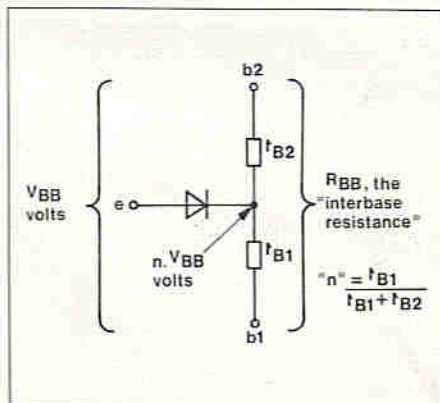 b2
rB2
VBB
volts
e
n.VBB
volts
rB1
b1
RBB, the
"interbase
resistance"
"n" = rB1
rB1 + rB2